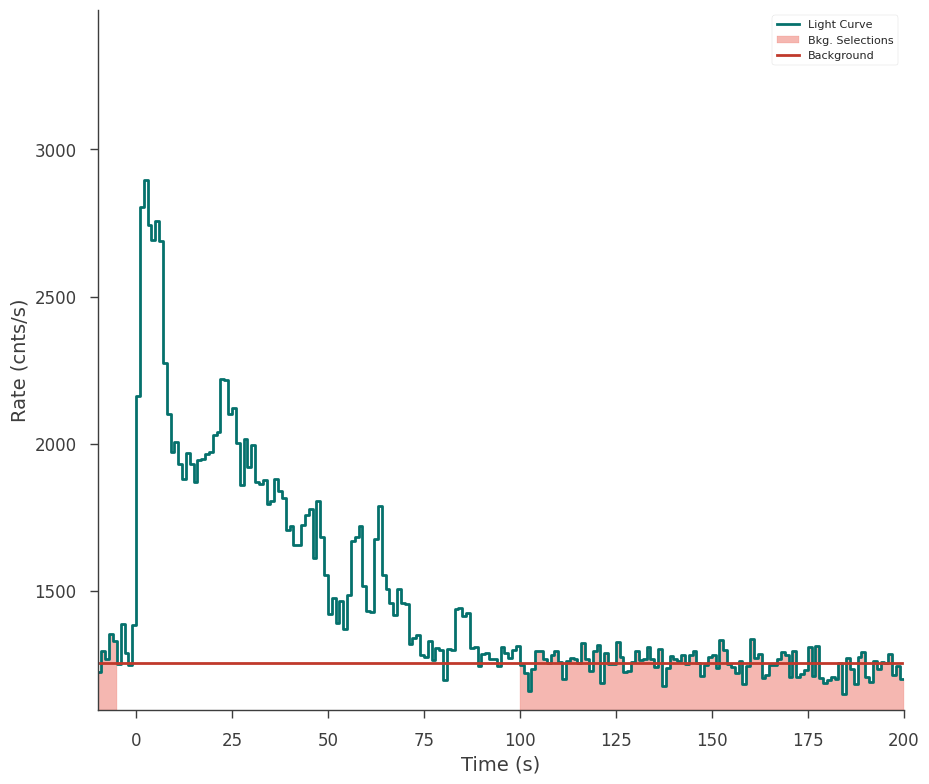 Light Curve
Bkg. Selections
Background
3000
2500
2000
1500
Rate (cnts/s)
0 25 50 75 100 125 150 175 200
Time (s)